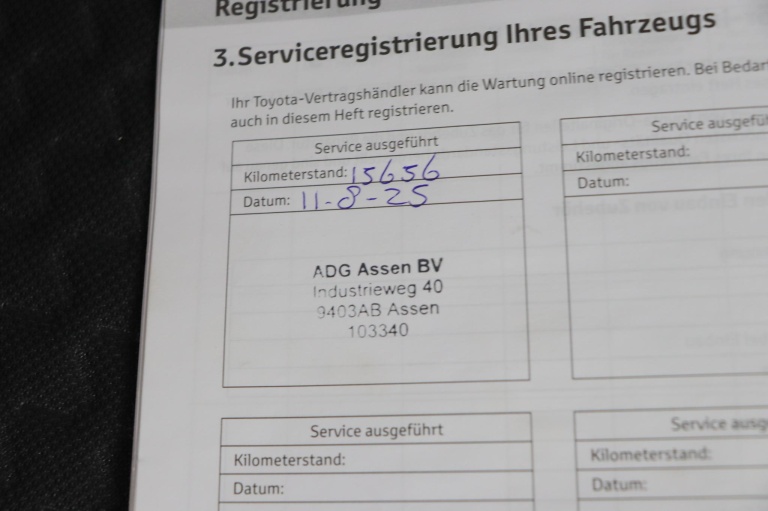 Registrierung
3.Serviceregistrierung Ihres Fahrzeugs
Ihr Toyota-Vertragshändler kann die Wartung online registrieren. Bei Bedar
auch in diesem Heft registrieren.
Service ausgeführt
Kilometerstand: 15656
Datum: 11-8-25
ADG Assen BV
Industrieweg 40
9403AB Assen
103340
Service ausgefü
Kilometerstand:
Datum:
Service ausgeführt
Kilometerstand:
Datum:
Service ausg
Kilometerstand:
Datum: